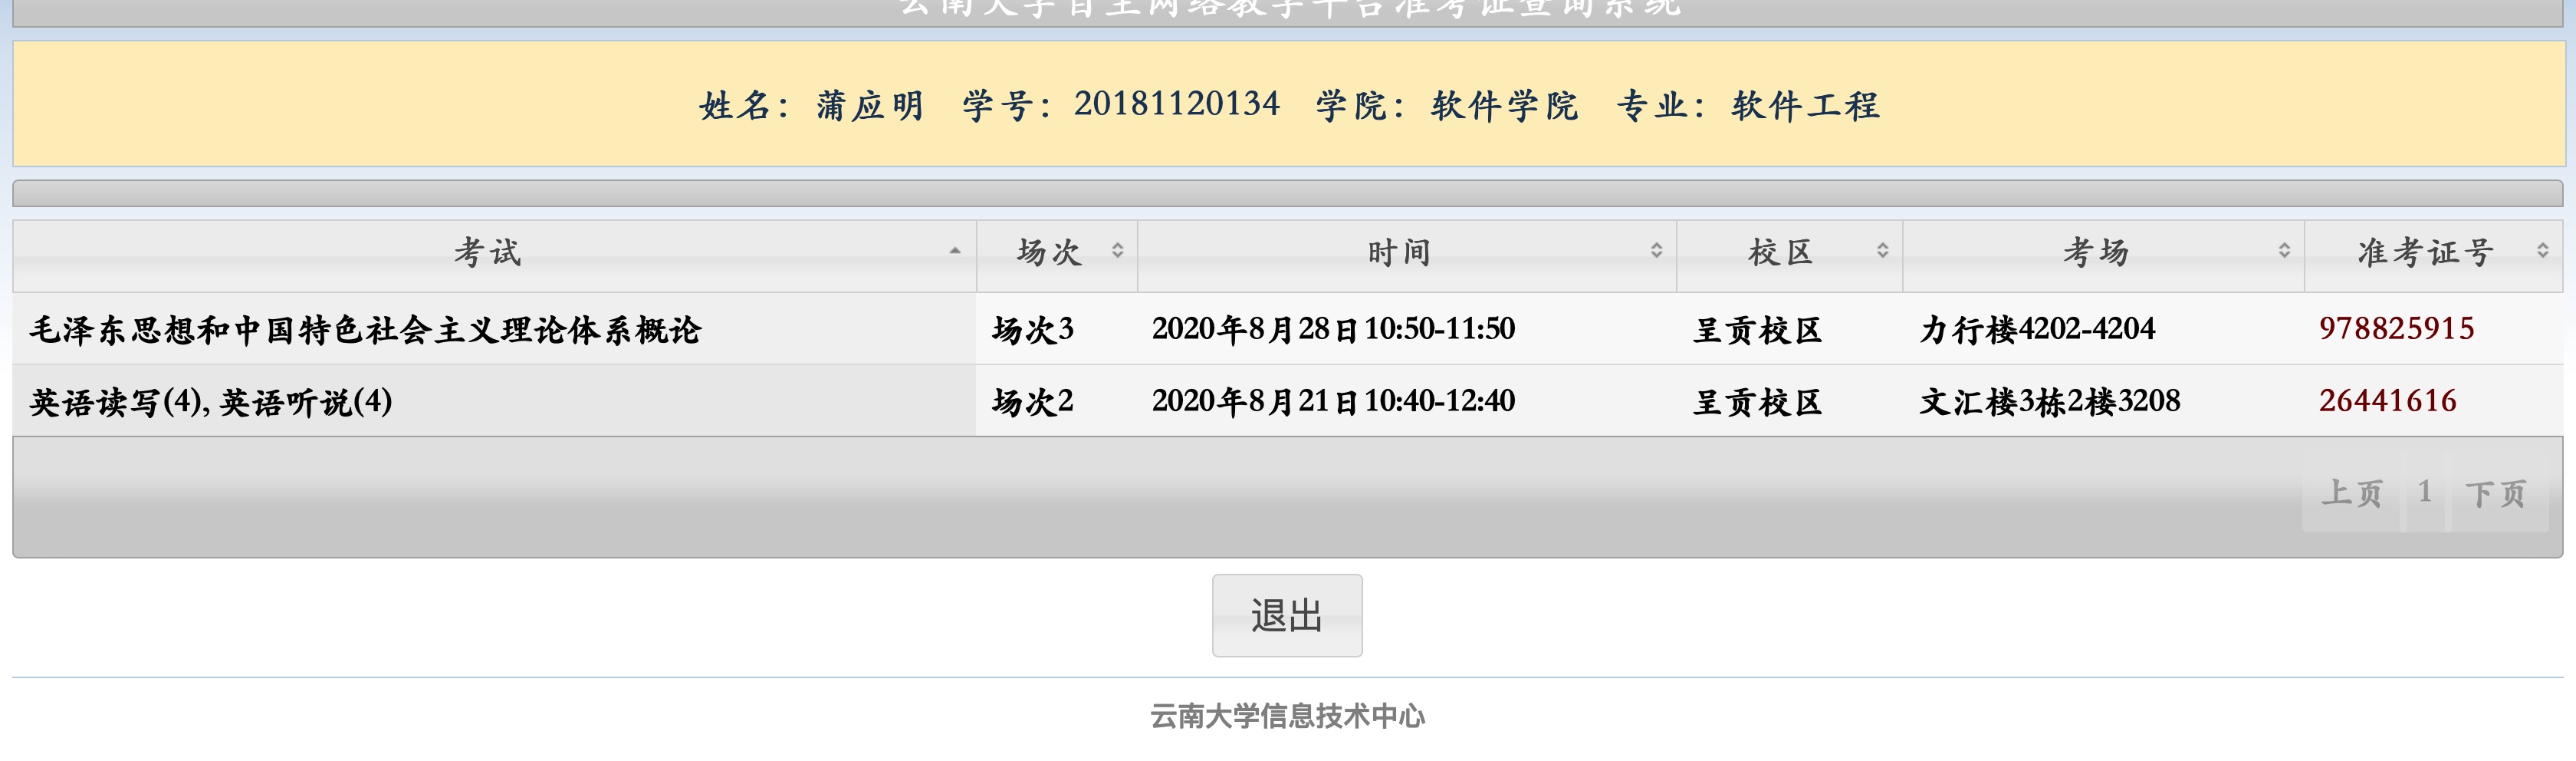 云南大学自主网络教学平台准考证查询系统
姓名：蒲应明 学号：20181120134 学院：软件学院 专业：软件工程
考试 场次 时间 校区 考场 准考证号
毛泽东思想和中国特色社会主义理论体系概论 场次3 2020年8月28日10:50-11:50 呈贡校区 力行楼4202-4204 978825915
英语读写(4), 英语听说(4) 场次2 2020年8月21日10:40-12:40 呈贡校区 文汇楼3栋2楼3208 26441616
上页 1 下页
退出
云南大学信息技术中心